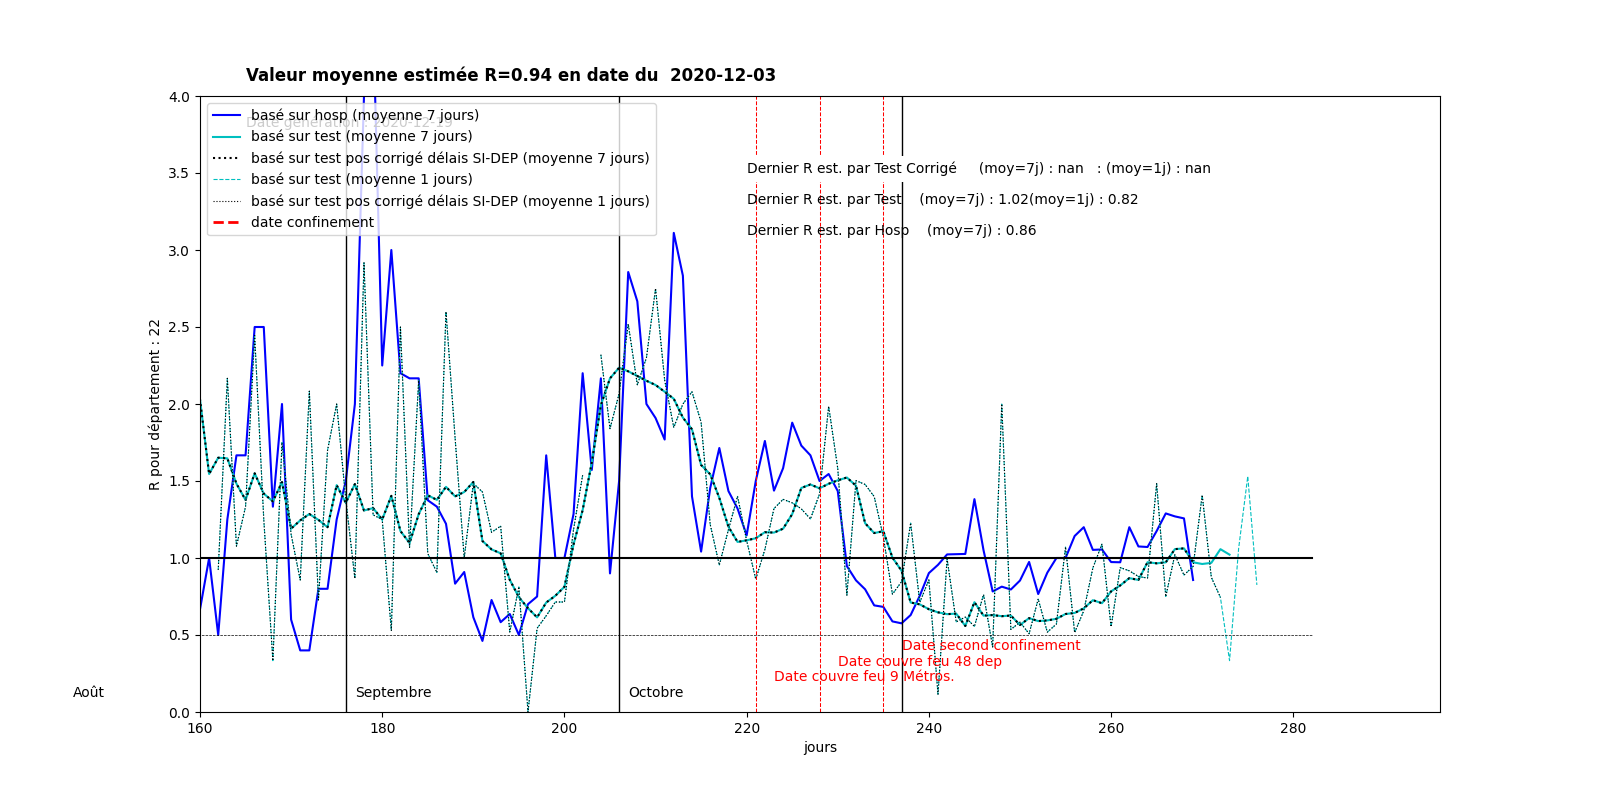 Valeur moyenne estimée R=0.94 en date du 2020-12-03
4.0
3.5
3.0
2.5
2.0
1.5
1.0
0.5
0.0
R pour département : 22
basé sur hosp (moyenne 7 jours)
Date génération : 2020-12-19
basé sur test (moyenne 7 jours)
basé sur test pos corrigé délais SI-DEP (moyenne 7 jours)
basé sur test (moyenne 1 jours)
basé sur test pos corrigé délais SI-DEP (moyenne 1 jours)
date confinement
Dernier R est. par Test Corrigé (moy=7j) : nan : (moy=1j) : nan
Dernier R est. par Test (moy=7j) : 1.02(moy=1j) : 0.82
Dernier R est. par Hosp (moy=7j) : 0.86
Date second confinement
Date couvre feu 48 dep
Date couvre feu 9 Métros.
Août
Septembre
Octobre
160 180 200 220 240 260 280
jours